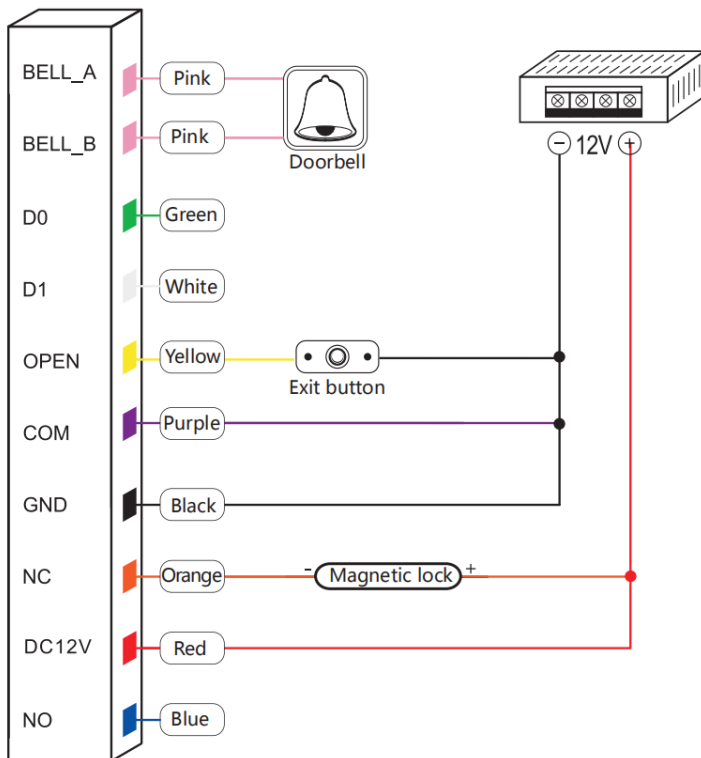 BELL_A
Pink
BELL_B
Pink
Doorbell
− 12V +
D0
Green
D1
White
OPEN
Yellow
Exit button
COM
Purple
GND
Black
NC
Orange
- Magnetic lock +
DC12V
Red
NO
Blue